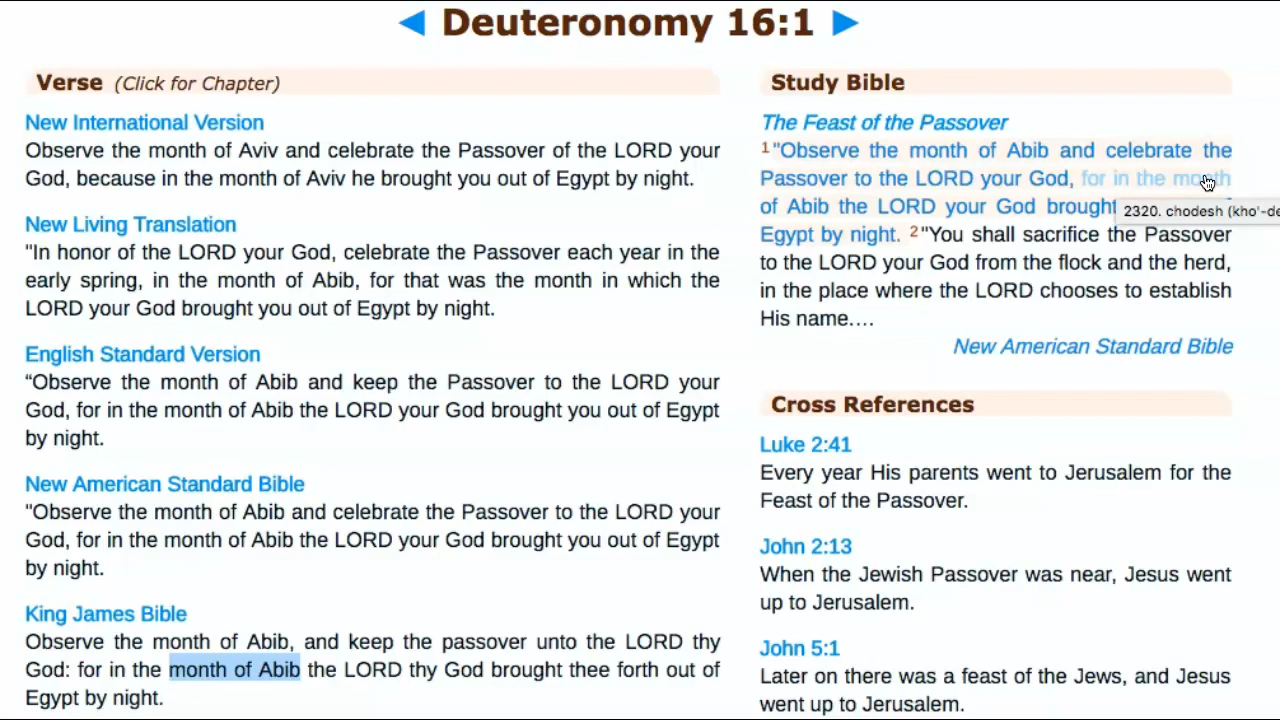 ◀ Deuteronomy 16:1 ▶
Verse (Click for Chapter)
New International Version
Observe the month of Aviv and celebrate the Passover of the LORD your
God, because in the month of Aviv he brought you out of Egypt by night.
New Living Translation
"In honor of the LORD your God, celebrate the Passover each year in the
early spring, in the month of Abib, for that was the month in which the
LORD your God brought you out of Egypt by night.
English Standard Version
“Observe the month of Abib and keep the Passover to the LORD your
God, for in the month of Abib the LORD your God brought you out of Egypt
by night.
New American Standard Bible
"Observe the month of Abib and celebrate the Passover to the LORD your
God, for in the month of Abib the LORD your God brought you out of Egypt
by night.
King James Bible
Observe the month of Abib, and keep the passover unto the LORD thy
God: for in the month of Abib the LORD thy God brought thee forth out of
Egypt by night.
Study Bible
The Feast of the Passover
1"Observe the month of Abib and celebrate the
Passover to the LORD your God, for in the month
of Abib the LORD your God brought
2320. chodesh (kho'-de
Egypt by night. 2"You shall sacrifice the Passover
to the LORD your God from the flock and the herd,
in the place where the LORD chooses to establish
His name....
New American Standard Bible
Cross References
Luke 2:41
Every year His parents went to Jerusalem for the
Feast of the Passover.
John 2:13
When the Jewish Passover was near, Jesus went
up to Jerusalem.
John 5:1
Later on there was a feast of the Jews, and Jesus
went up to Jerusalem.